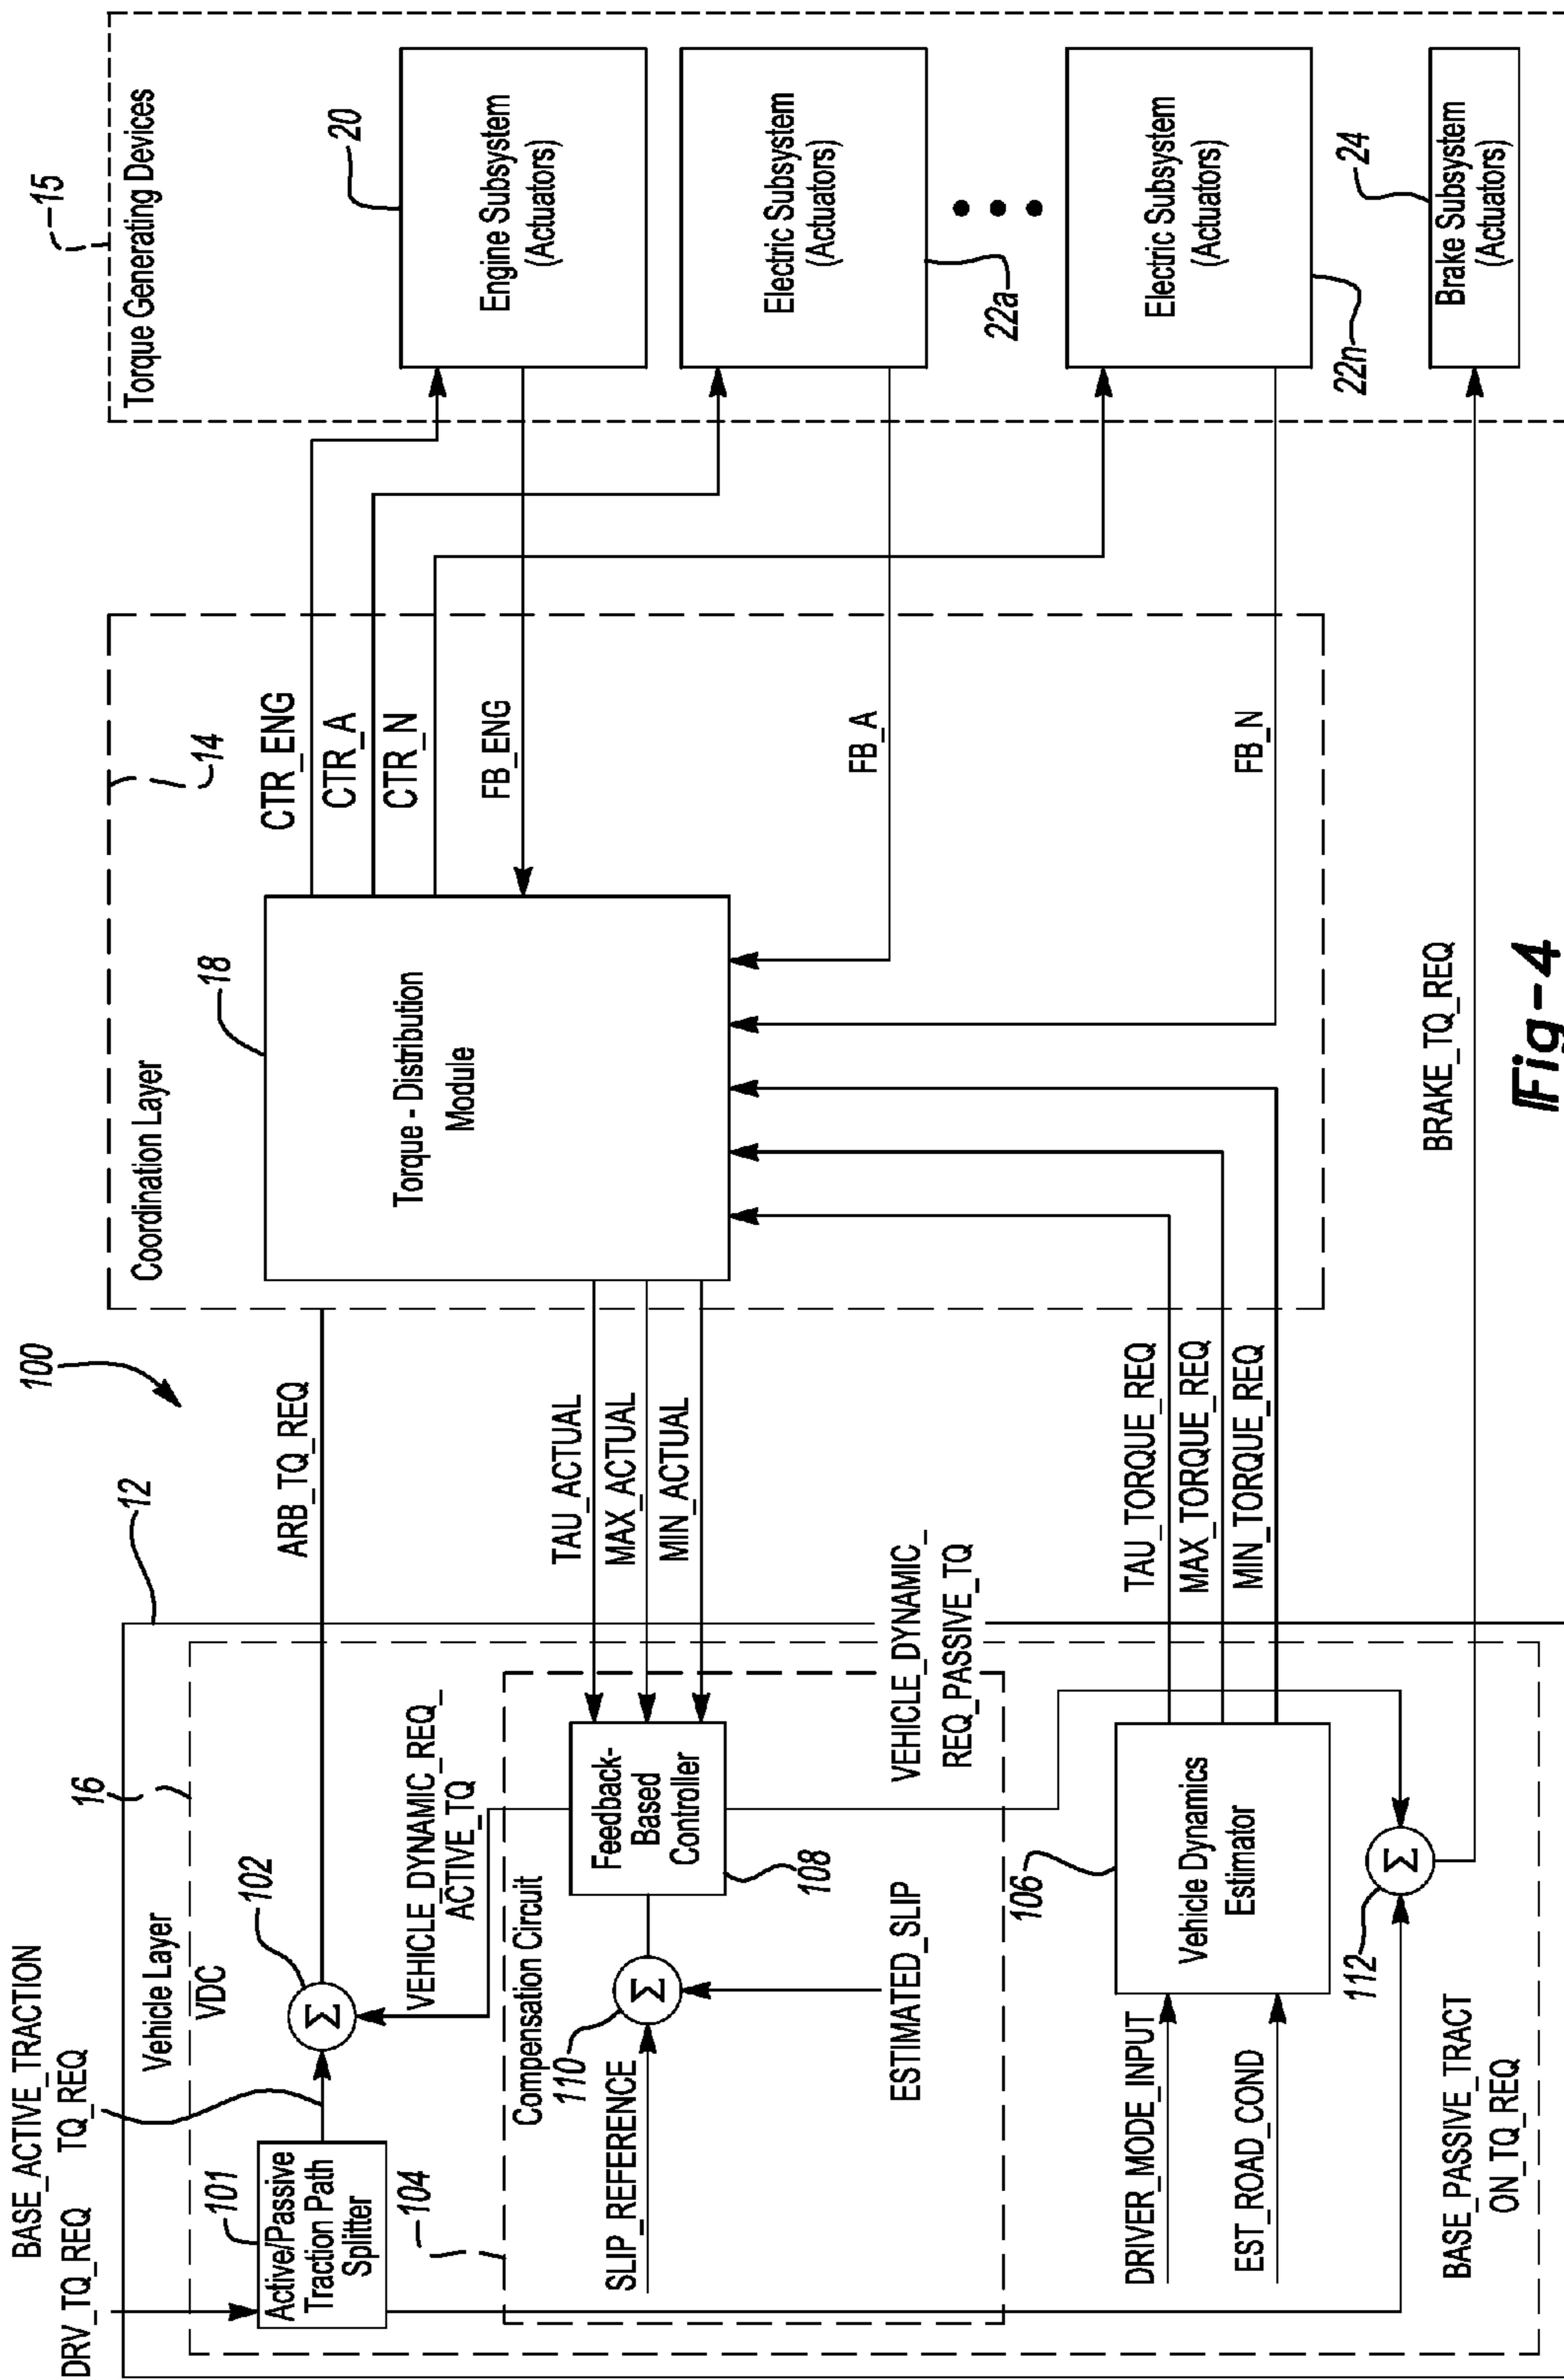 BASE_ACTIVE_TRACTION
DRV_TQ_REQ
TQ_REQ
12
100
15
16
Vehicle Layer
VDC
101
Active/Passive
Traction Path
Splitter
102
Σ
ARB_TQ_REQ
14
Coordination Layer
18
Torque - Distribution
Module
CTR_ENG
CTR_A
CTR_N
FB_ENG
FB_A
FB_N
Torque Generating Devices
20
Engine Subsystem
(Actuators)
Electric Subsystem
(Actuators)
22a
Electric Subsystem
(Actuators)
22n
24
Brake Subsystem
(Actuators)
104
VEHICLE_DYNAMIC_REQ_
ACTIVE_TQ
Compensation Circuit
110
Σ
SLIP_REFERENCE
ESTIMATED_SLIP
Feedback-
Based
Controller
108
TAU_ACTUAL
MAX_ACTUAL
MIN_ACTUAL
VEHICLE_DYNAMIC_
REQ_PASSIVE_TQ
106
Vehicle Dynamics
Estimator
DRIVER_MODE_INPUT
EST_ROAD_COND
TAU_TORQUE_REQ
MAX_TORQUE_REQ
MIN_TORQUE_REQ
112
Σ
BASE_PASSIVE_TRACT
ON_TQ_REQ
BRAKE_TQ_REQ
Fig-4